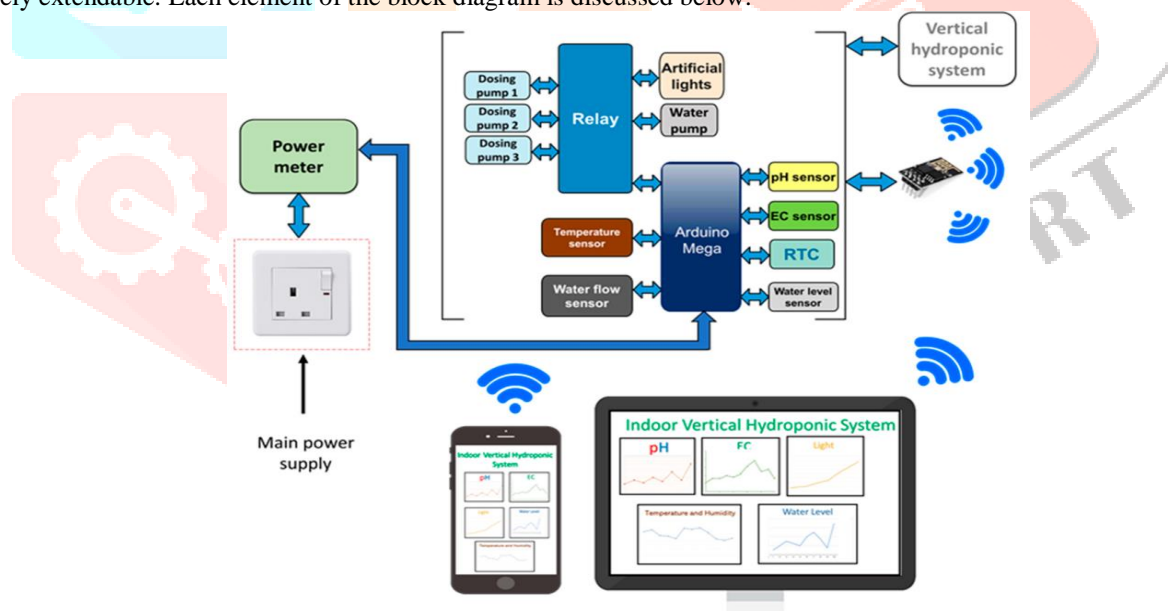 ely extendable. Each element of the block diagram is discussed below.
Vertical
hydroponic
system
Dosing
pump 1
Dosing
pump 2
Dosing
pump 3
Relay
Artificial
lights
Water
pump
Power
meter
pH sensor
EC sensor
RTC
Water level
sensor
Arduino
Mega
Temperature
sensor
Water flow
sensor
RT
Main power
supply
Indoor Vertical Hydroponic
System
pH
EC
Light
Water Level
Temperature and Humidity
Indoor Vertical Hydroponic System
pH
EC
Light
Temperature and Humidity
Water Level